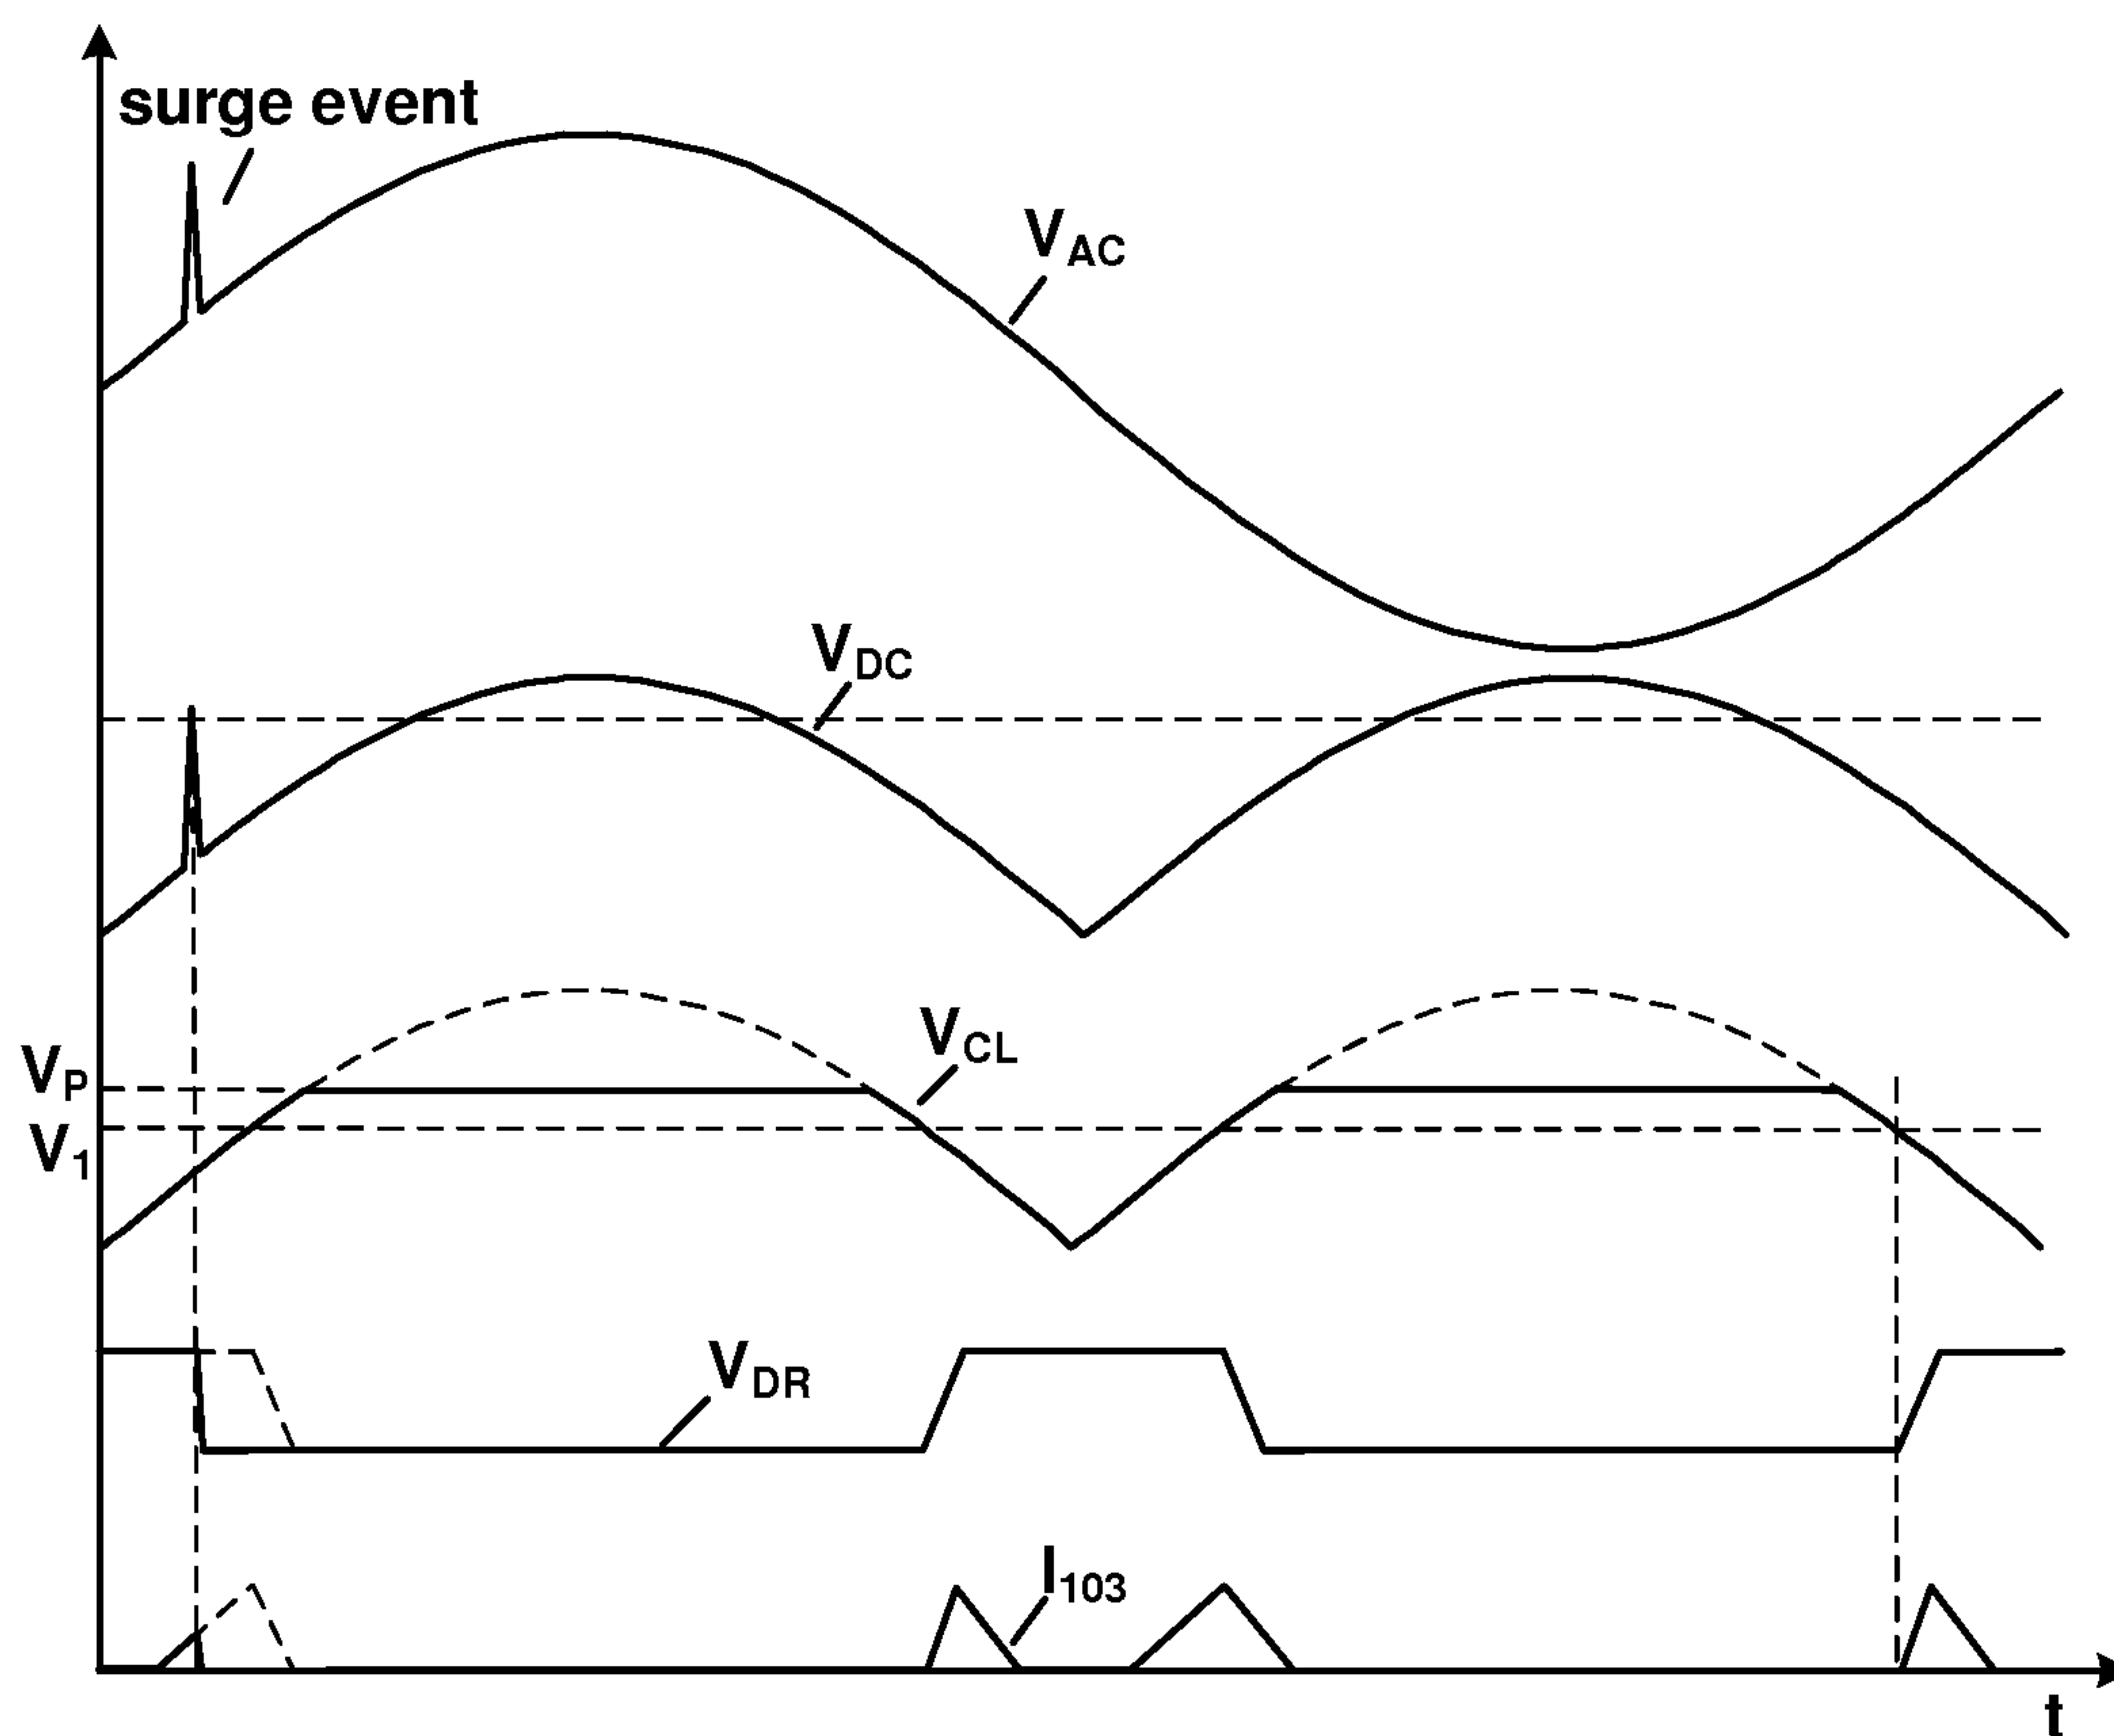 surge event
VAC
VDC
VCL
VP
V1
VDR
I103
t